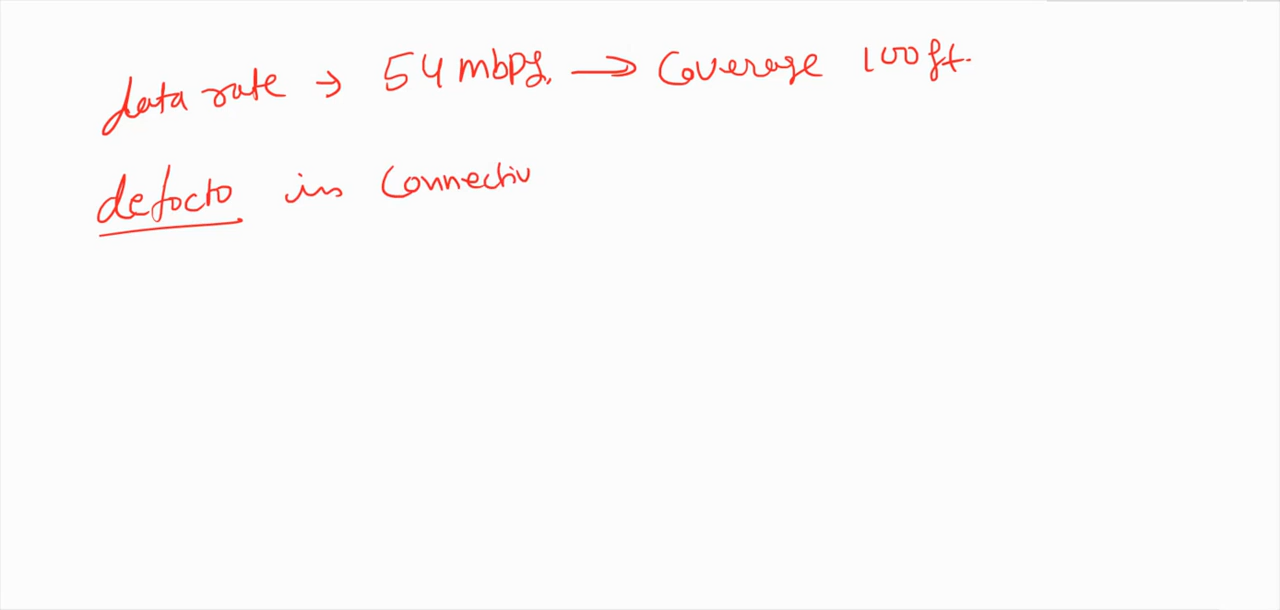 data rate → 54 mbps. → Coverage 100 ft.
defacto in Connectiv